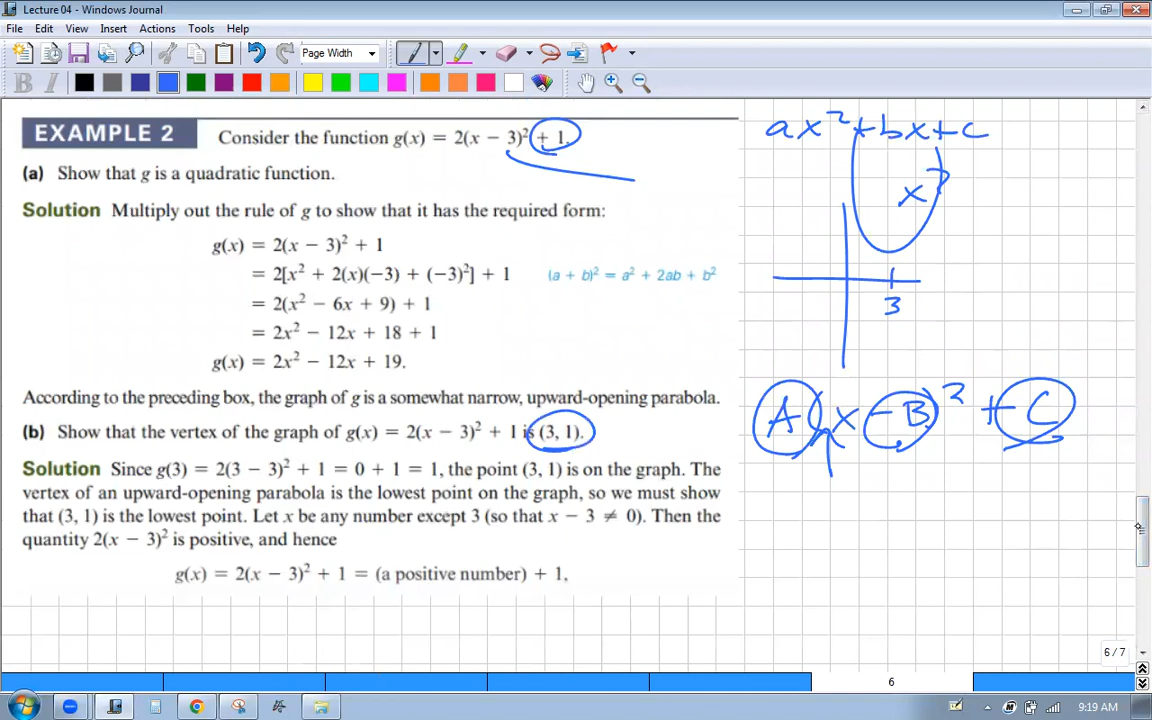 Lecture 04 - Windows Journal
File Edit View Insert Actions Tools Help
Page Width
B I
EXAMPLE 2 Consider the function g(x) = 2(x − 3)² + 1.
(a) Show that g is a quadratic function.
Solution Multiply out the rule of g to show that it has the required form:
g(x) = 2(x − 3)² + 1
= 2[x² + 2(x)(−3) + (−3)²] + 1 (a + b)² = a² + 2ab + b²
= 2(x² − 6x + 9) + 1
= 2x² − 12x + 18 + 1
g(x) = 2x² − 12x + 19.
According to the preceding box, the graph of g is a somewhat narrow, upward-opening parabola.
(b) Show that the vertex of the graph of g(x) = 2(x − 3)² + 1 is (3, 1).
Solution Since g(3) = 2(3 − 3)² + 1 = 0 + 1 = 1, the point (3, 1) is on the graph. The
vertex of an upward-opening parabola is the lowest point on the graph, so we must show
that (3, 1) is the lowest point. Let x be any number except 3 (so that x − 3 ≠ 0). Then the
quantity 2(x − 3)² is positive, and hence
g(x) = 2(x − 3)² + 1 = (a positive number) + 1,
ax² + bx + c
x²
3
A(x − B)² + C
6 / 7
6
9:19 AM